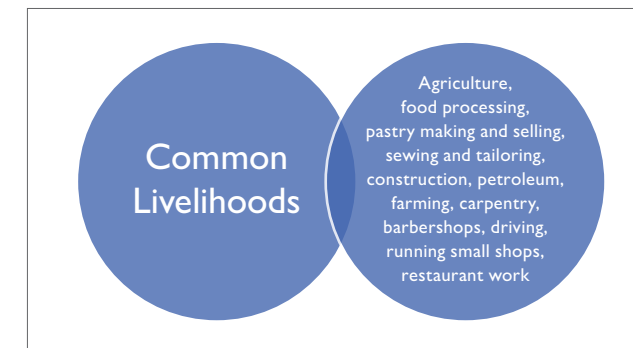 Common
Livelihoods
Agriculture,
food processing,
pastry making and selling,
sewing and tailoring,
construction, petroleum,
farming, carpentry,
barbershops, driving,
running small shops,
restaurant work